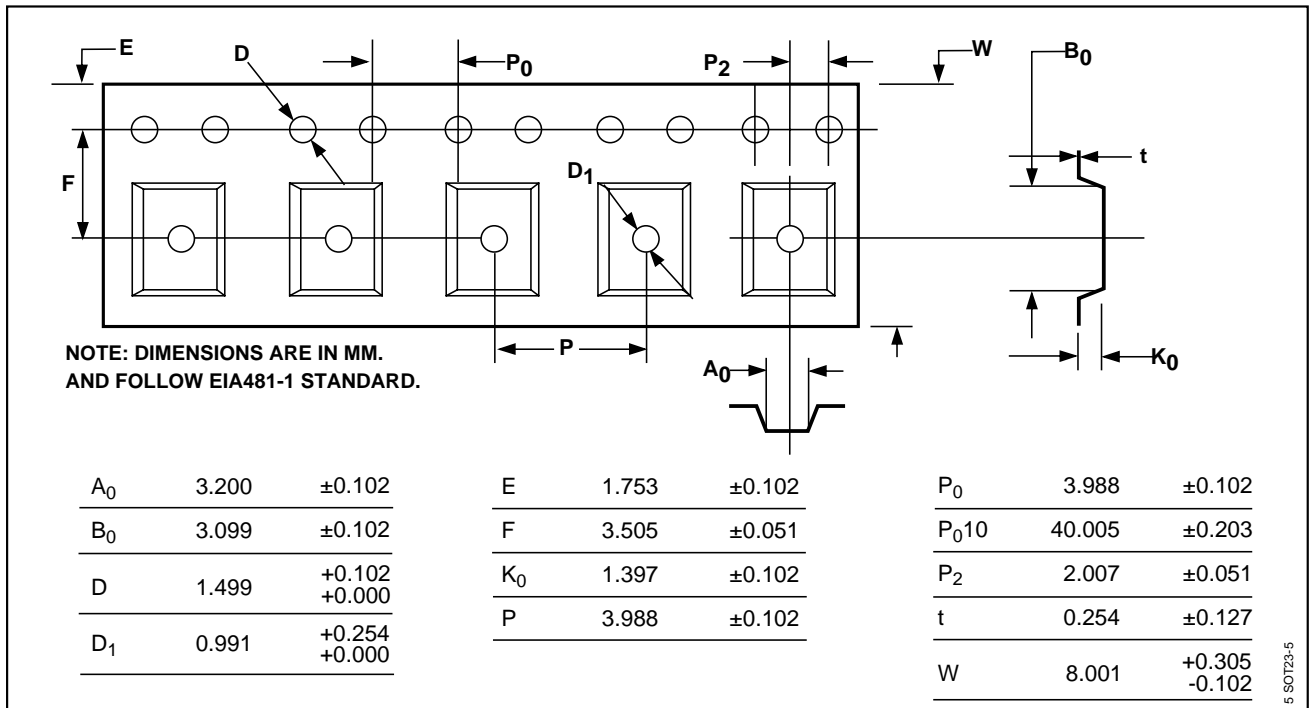 E
D
P0
P2
W
B0
t
F
D1
P
A0
K0
NOTE: DIMENSIONS ARE IN MM.
AND FOLLOW EIA481-1 STANDARD.
A0 3.200 ±0.102
B0 3.099 ±0.102
D 1.499 +0.102 +0.000
D1 0.991 +0.254 +0.000
E 1.753 ±0.102
F 3.505 ±0.051
K0 1.397 ±0.102
P 3.988 ±0.102
P0 3.988 ±0.102
P010 40.005 ±0.203
P2 2.007 ±0.051
t 0.254 ±0.127
W 8.001 +0.305 -0.102
5 SOT23-5